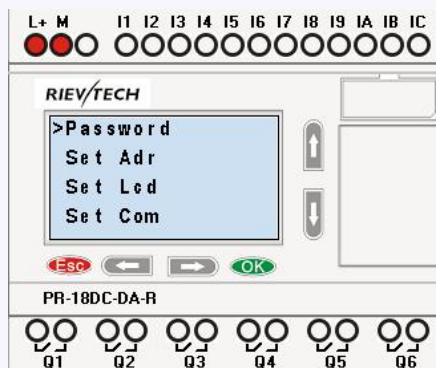 L+ M I1 I2 I3 I4 I5 I6 I7 I8 I9 IA IB IC
RIEV/TECH
>Password
Set Adr
Set Lcd
Set Com
Esc OK
PR-18DC-DA-R
Q1 Q2 Q3 Q4 Q5 Q6